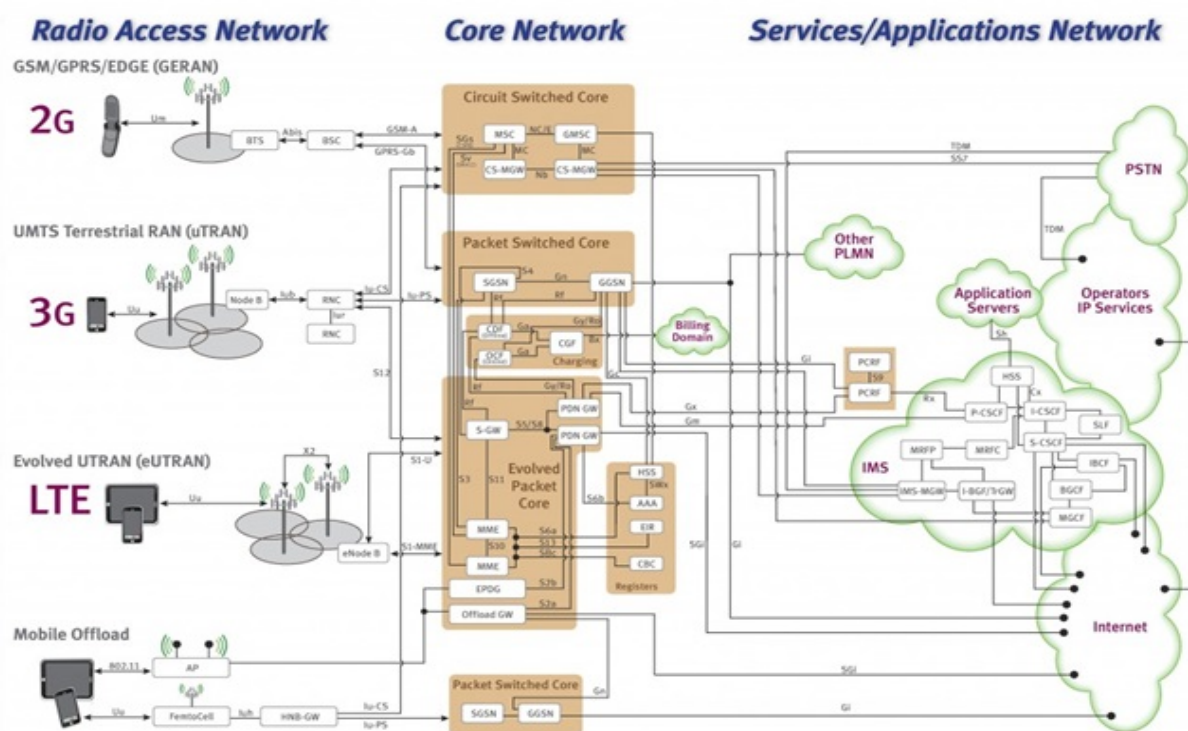 Radio Access Network
Core Network
Services/Applications Network
GSM/GPRS/EDGE (GERAN)
2G
Um
BTS
Abis
BSC
GSM-A
GPRS-Gb
Circuit Switched Core
MSC
NC/E
GMSC
SGs
MC
MC
Sv
CS-MGW
Nb
CS-MGW
TDM
SS7
PSTN
TDM
UMTS Terrestrial RAN (uTRAN)
3G
Uu
Node B
Iub
RNC
Iur
RNC
Iu-CS
Iu-PS
S12
Packet Switched Core
S4
SGSN
Gn
GGSN
Rf
Ga
Gy/Ro
CDF
CGF
Bx
OCF
Ga
Charging
Gc
Other
PLMN
Billing
Domain
Application
Servers
Operators
IP Services
Sh
Gi
PCRF
S9
PCRF
Rx
HSS
Cx
P-CSCF
I-CSCF
SLF
S-CSCF
MRFP
MRFC
IBCF
IMS
IMS-MGW
I-BGF/TrGW
BGCF
MGCF
Evolved UTRAN (eUTRAN)
LTE
X2
Uu
eNode B
S1-U
S1-MME
Rf
Gy/Ro
Rf
PDN GW
Gx
Gm
S-GW
S5/S8
PDN GW
Evolved
Packet
Core
S3
S11
HSS
SWx
S6b
AAA
MME
S6a
EIR
S10
S13
SBc
MME
CBC
Registers
EPDG
S2b
S2a
Offload GW
SGi
Gi
Internet
Mobile Offload
802.11
AP
SGi
Uu
FemtoCell
Iuh
HNB-GW
Iu-CS
Iu-PS
Packet Switched Core
Gn
SGSN
GGSN
Gi